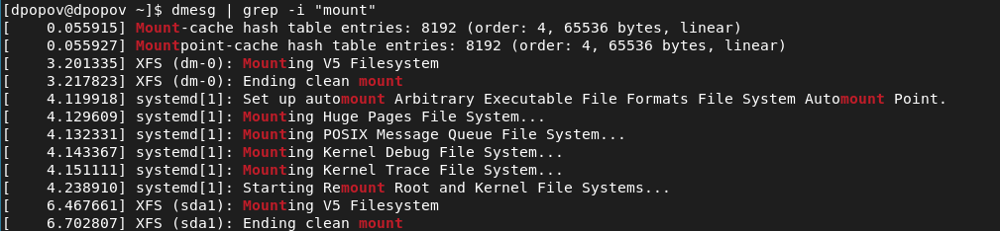 [dpopov@dpopov ~]$ dmesg | grep -i "mount"
[    0.055915] Mount-cache hash table entries: 8192 (order: 4, 65536 bytes, linear)
[    0.055927] Mountpoint-cache hash table entries: 8192 (order: 4, 65536 bytes, linear)
[    3.201335] XFS (dm-0): Mounting V5 Filesystem
[    3.217823] XFS (dm-0): Ending clean mount
[    4.119918] systemd[1]: Set up automount Arbitrary Executable File Formats File System Automount Point.
[    4.129609] systemd[1]: Mounting Huge Pages File System...
[    4.132331] systemd[1]: Mounting POSIX Message Queue File System...
[    4.143367] systemd[1]: Mounting Kernel Debug File System...
[    4.151111] systemd[1]: Mounting Kernel Trace File System...
[    4.238910] systemd[1]: Starting Remount Root and Kernel File Systems...
[    6.467661] XFS (sda1): Mounting V5 Filesystem
[    6.702807] XFS (sda1): Ending clean mount